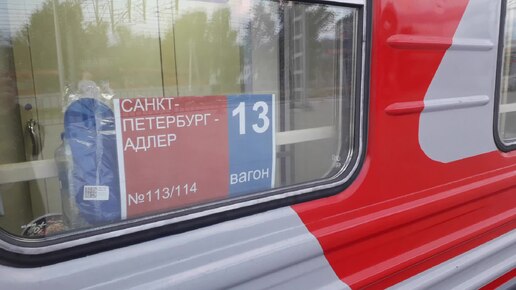 САНКТ-
ПЕТЕРБУРГ -
АДЛЕР
№113/114
13
вагон